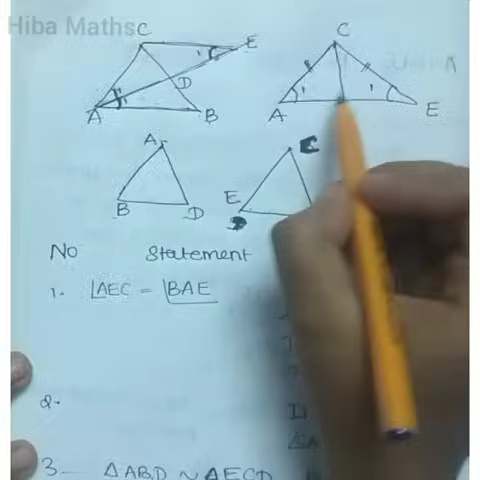 Hiba Maths
C E C
D
A B A E
A E
B D D
No Statement
1. ∠AEC = ∠BAE
2.
3 ΔABD ~ ΔECD